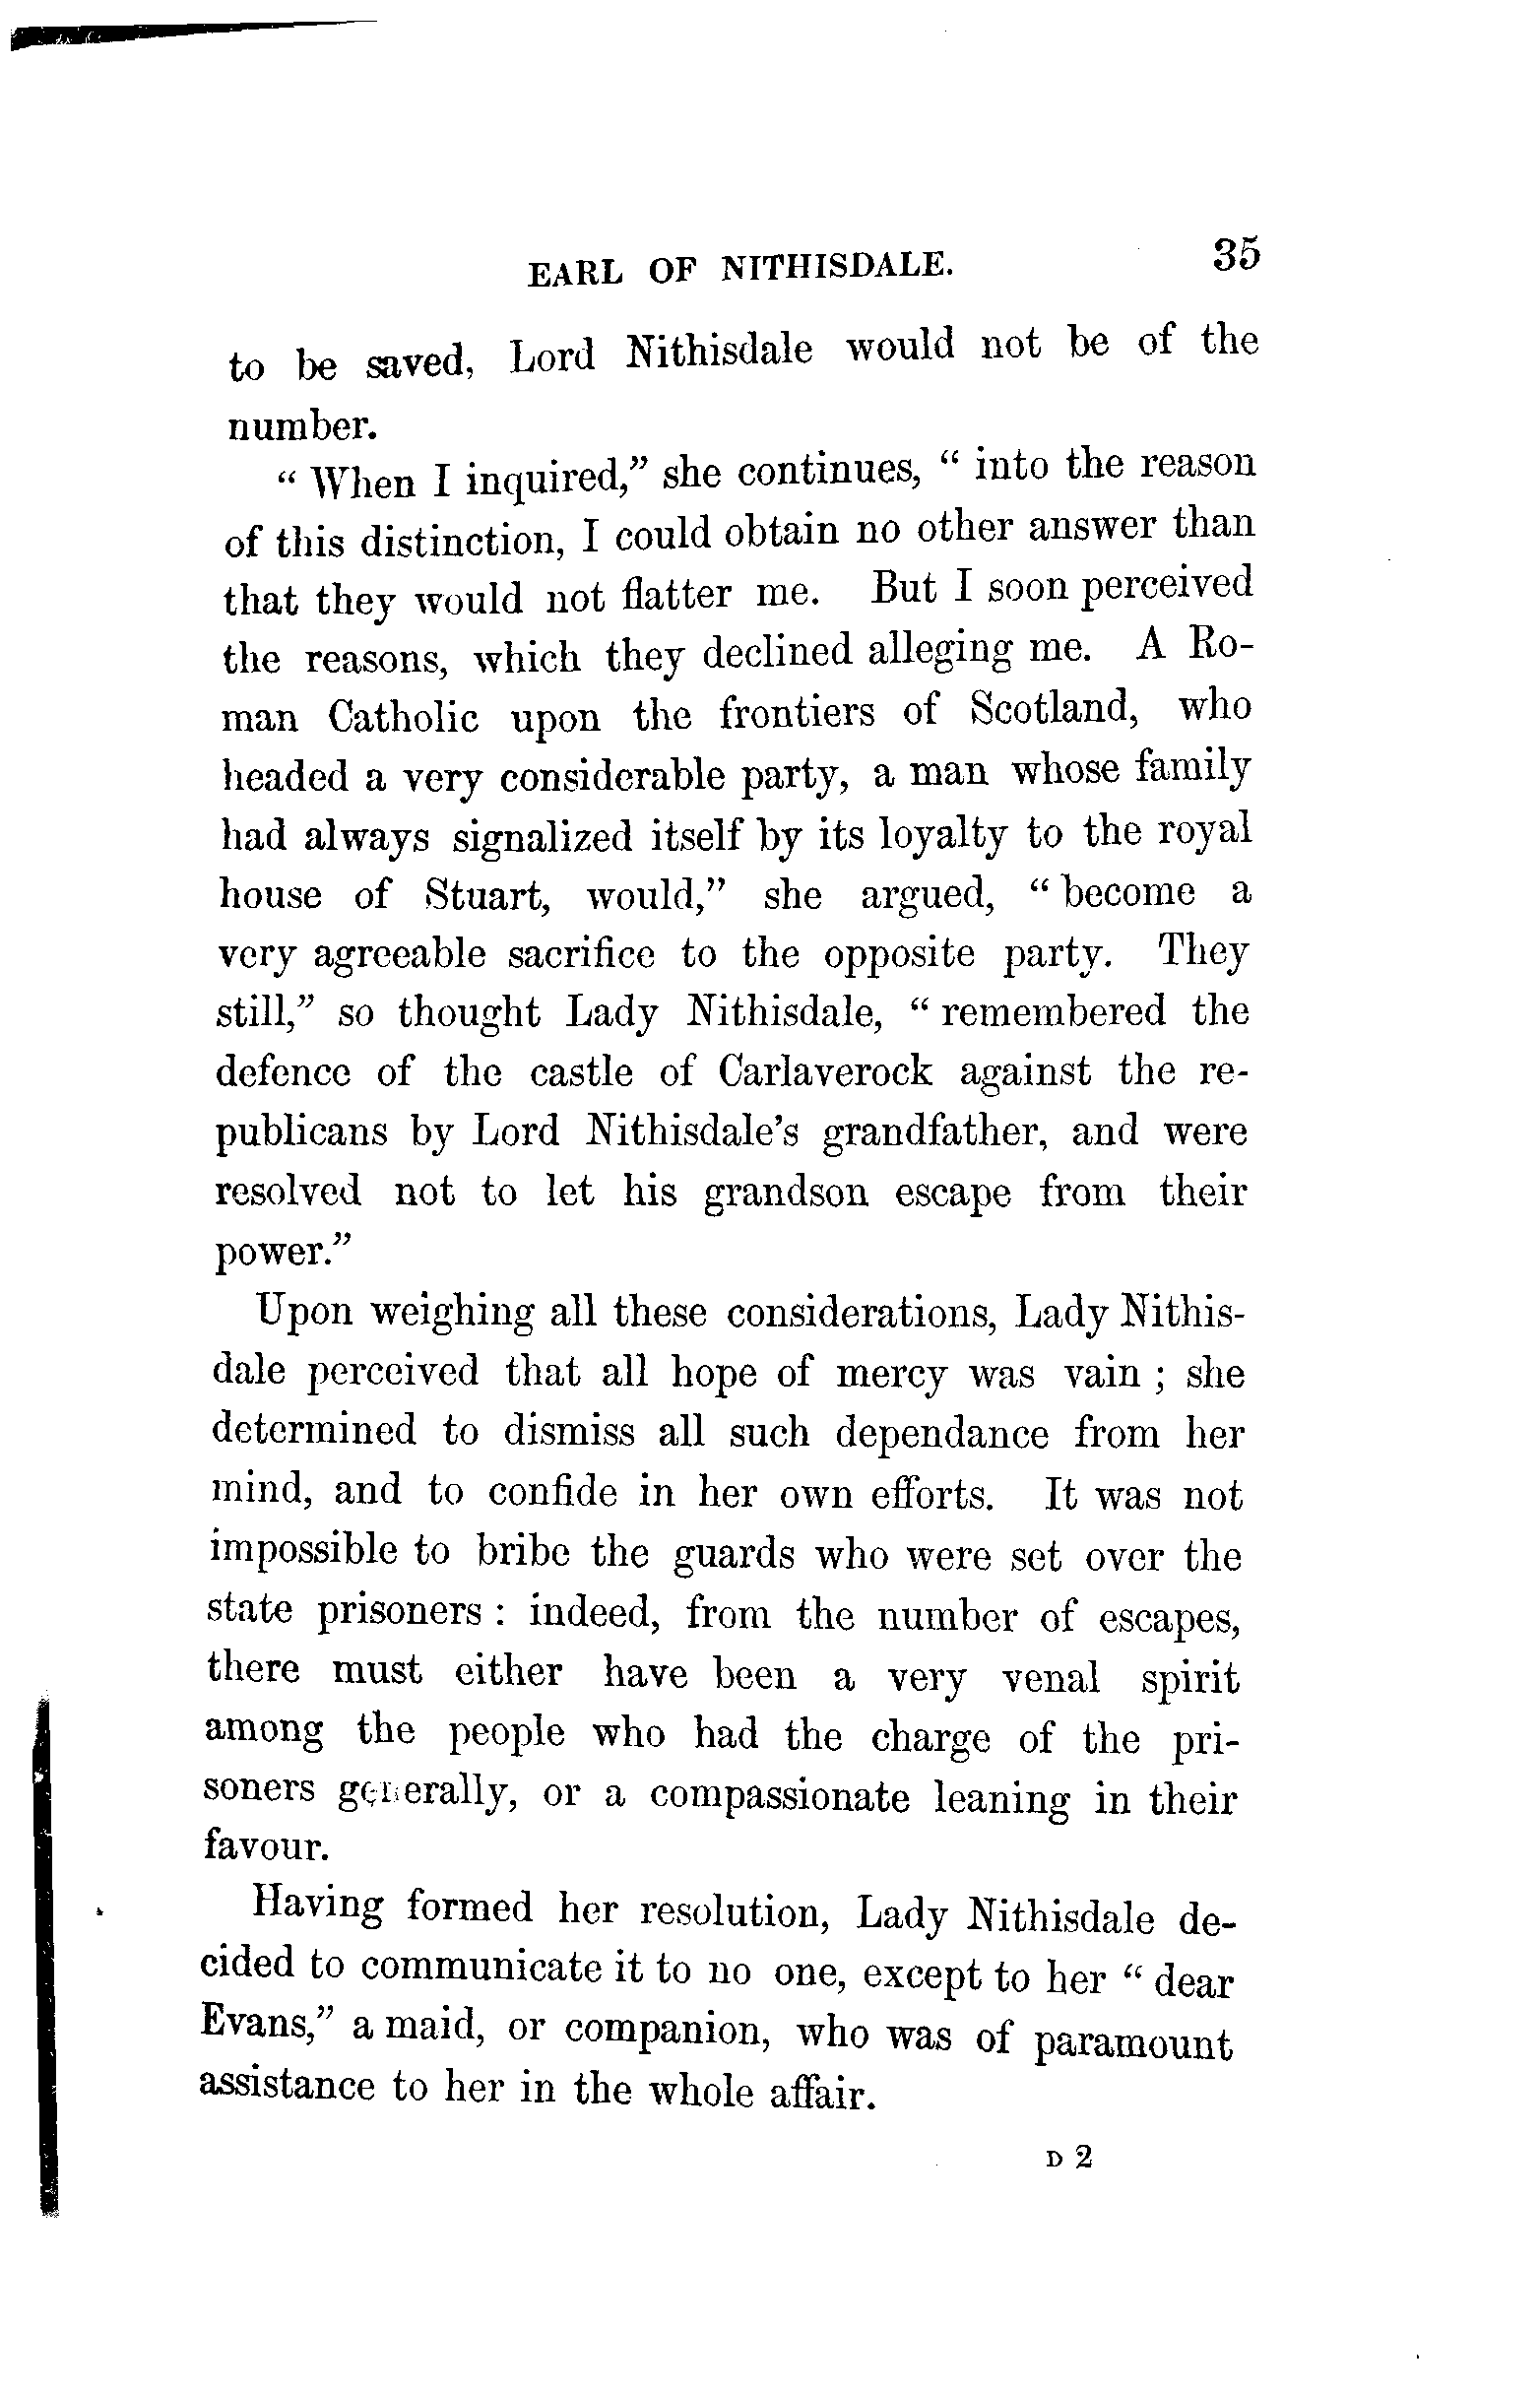 EARL OF NITHISDALE. 35
to be saved, Lord Nithisdale would not be of the
number.
" When I inquired," she continues, " into the reason
of this distinction, I could obtain no other answer than
that they would not flatter me. But I soon perceived
the reasons, which they declined alleging me. A Ro-
man Catholic upon the frontiers of Scotland, who
headed a very considerable party, a man whose family
had always signalized itself by its loyalty to the royal
house of Stuart, would," she argued, " become a
very agreeable sacrifice to the opposite party. They
still," so thought Lady Nithisdale, " remembered the
defence of the castle of Carlaverock against the re-
publicans by Lord Nithisdale's grandfather, and were
resolved not to let his grandson escape from their
power."
Upon weighing all these considerations, Lady Nithis-
dale perceived that all hope of mercy was vain ; she
determined to dismiss all such dependance from her
mind, and to confide in her own efforts. It was not
impossible to bribe the guards who were set over the
state prisoners : indeed, from the number of escapes,
there must either have been a very venal spirit
among the people who had the charge of the pri-
soners generally, or a compassionate leaning in their
favour.
Having formed her resolution, Lady Nithisdale de-
cided to communicate it to no one, except to her " dear
Evans," a maid, or companion, who was of paramount
assistance to her in the whole affair.
D 2